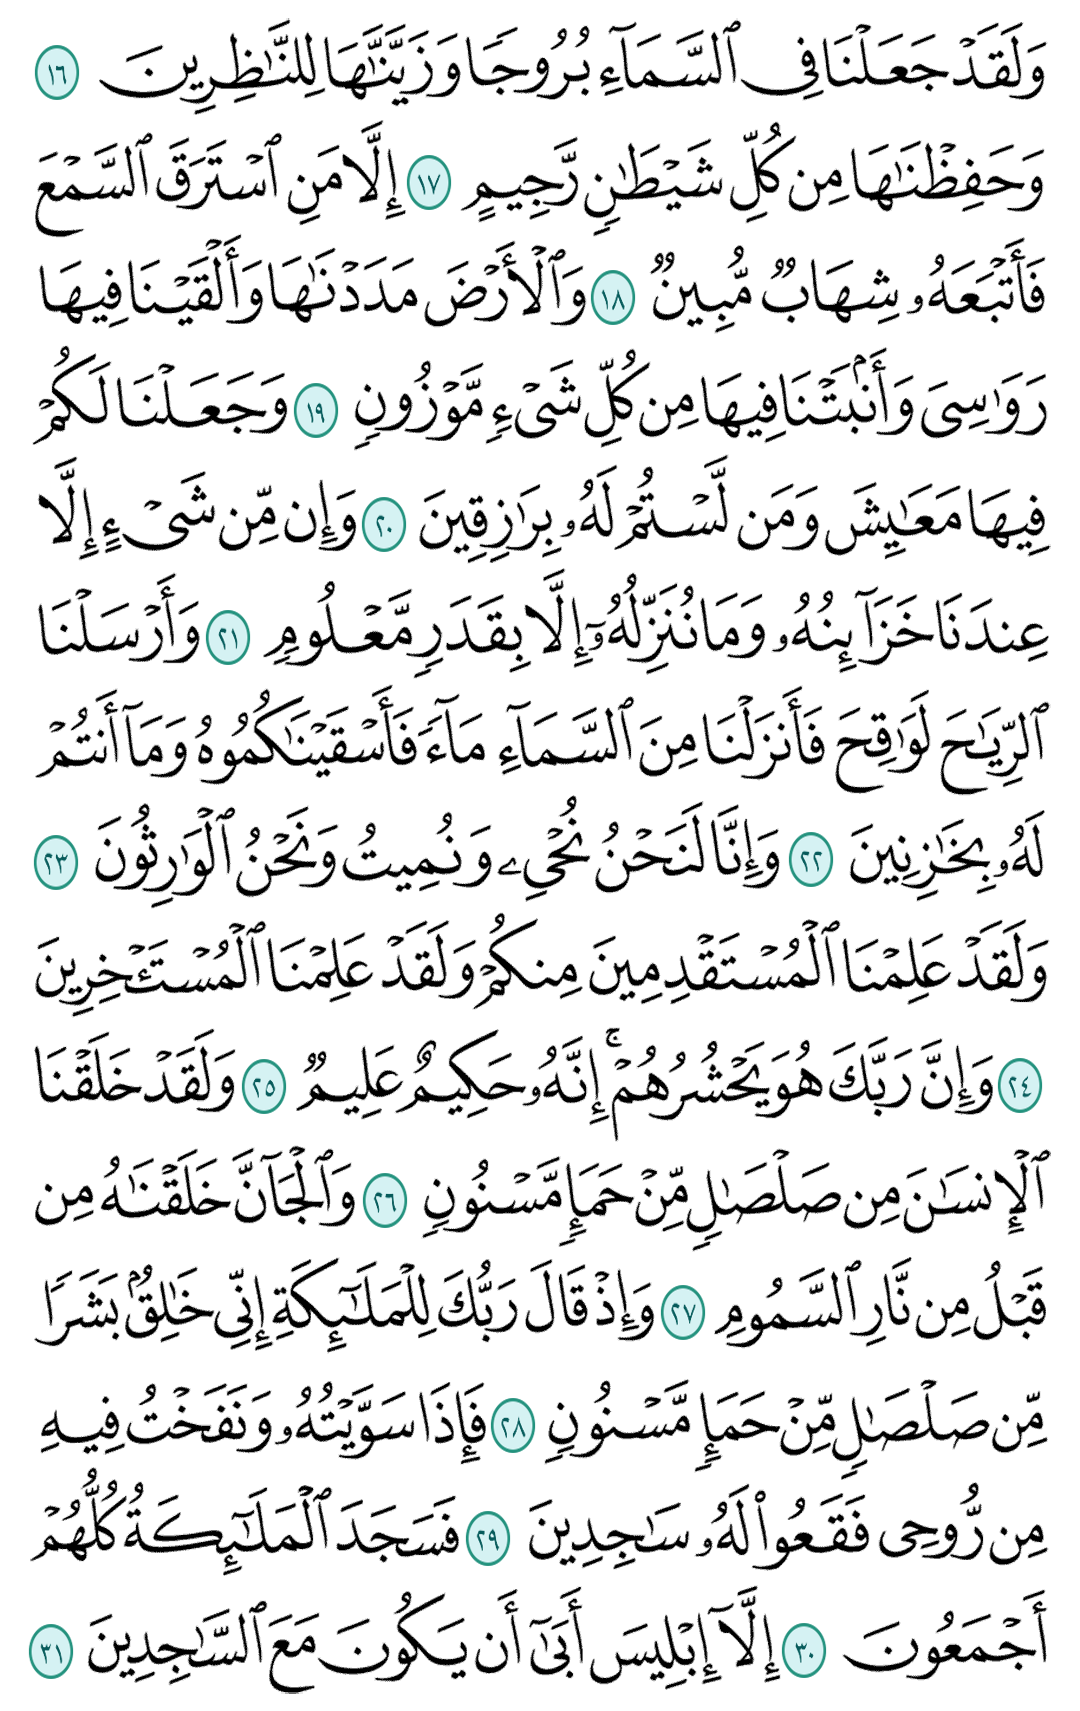 وَلَقَدۡ جَعَلۡنَا فِي ٱلسَّمَآءِ بُرُوجٗا وَزَيَّنَّٰهَا لِلنَّٰظِرِينَ ١٦
وَحَفِظۡنَٰهَا مِن كُلِّ شَيۡطَٰنٖ رَّجِيمٍ ١٧ إِلَّا مَنِ ٱسۡتَرَقَ ٱلسَّمۡعَ
فَأَتۡبَعَهُۥ شِهَابٞ مُّبِينٞ ١٨ وَٱلۡأَرۡضَ مَدَدۡنَٰهَا وَأَلۡقَيۡنَا فِيهَا
رَوَٰسِيَ وَأَنۢبَتۡنَا فِيهَا مِن كُلِّ شَيۡءٖ مَّوۡزُونٖ ١٩ وَجَعَلۡنَا لَكُمۡ
فِيهَا مَعَٰيِشَ وَمَن لَّسۡتُمۡ لَهُۥ بِرَٰزِقِينَ ٢٠ وَإِن مِّن شَيۡءٍ إِلَّا
عِندَنَا خَزَآئِنُهُۥ وَمَا نُنَزِّلُهُۥٓ إِلَّا بِقَدَرٖ مَّعۡلُومٖ ٢١ وَأَرۡسَلۡنَا
ٱلرِّيَٰحَ لَوَٰقِحَ فَأَنزَلۡنَا مِنَ ٱلسَّمَآءِ مَآءٗ فَأَسۡقَيۡنَٰكُمُوهُ وَمَآ أَنتُمۡ
لَهُۥ بِخَٰزِنِينَ ٢٢ وَإِنَّا لَنَحۡنُ نُحۡيِۦ وَنُمِيتُ وَنَحۡنُ ٱلۡوَٰرِثُونَ ٢٣
وَلَقَدۡ عَلِمۡنَا ٱلۡمُسۡتَقۡدِمِينَ مِنكُمۡ وَلَقَدۡ عَلِمۡنَا ٱلۡمُسۡتَـٔۡخِرِينَ
٢٤ وَإِنَّ رَبَّكَ هُوَ يَحۡشُرُهُمۡۚ إِنَّهُۥ حَكِيمٌ عَلِيمٞ ٢٥ وَلَقَدۡ خَلَقۡنَا
ٱلۡإِنسَٰنَ مِن صَلۡصَٰلٖ مِّنۡ حَمَإٖ مَّسۡنُونٖ ٢٦ وَٱلۡجَآنَّ خَلَقۡنَٰهُ مِن
قَبۡلُ مِن نَّارِ ٱلسَّمُومِ ٢٧ وَإِذۡ قَالَ رَبُّكَ لِلۡمَلَٰٓئِكَةِ إِنِّي خَٰلِقُۢ بَشَرٗا
مِّن صَلۡصَٰلٖ مِّنۡ حَمَإٖ مَّسۡنُونٖ ٢٨ فَإِذَا سَوَّيۡتُهُۥ وَنَفَخۡتُ فِيهِ
مِن رُّوحِي فَقَعُواْ لَهُۥ سَٰجِدِينَ ٢٩ فَسَجَدَ ٱلۡمَلَٰٓئِكَةُ كُلُّهُمۡ
أَجۡمَعُونَ ٣٠ إِلَّآ إِبۡلِيسَ أَبَىٰٓ أَن يَكُونَ مَعَ ٱلسَّٰجِدِينَ ٣١